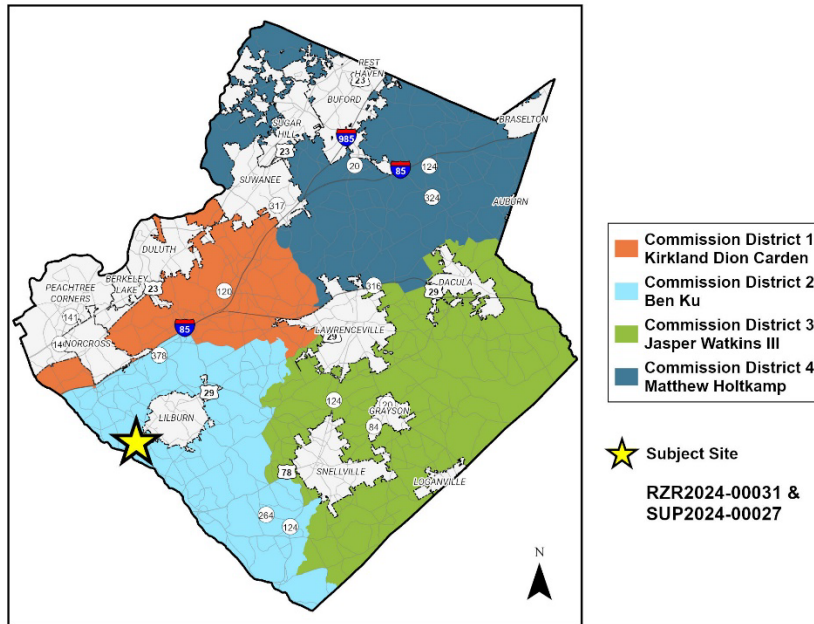 REST
HAVEN
23
BUFORD
BRASELTON
SUGAR
HILL
985
23
20
85
124
SUWANEE
324
AUBURN
317
DULUTH
BERKELEY
LAKE
23
PEACHTREE
CORNERS
120
316
DACULA
29
141
85
LAWRENCEVILLE
29
NORCROSS
378
29
124
20
GRAYSON
84
LILBURN
78
SNELLVILLE
LOGANVILLE
264
124
N
Commission District 1
Kirkland Dion Carden
Commission District 2
Ben Ku
Commission District 3
Jasper Watkins III
Commission District 4
Matthew Holtkamp
Subject Site
RZR2024-00031 &
SUP2024-00027